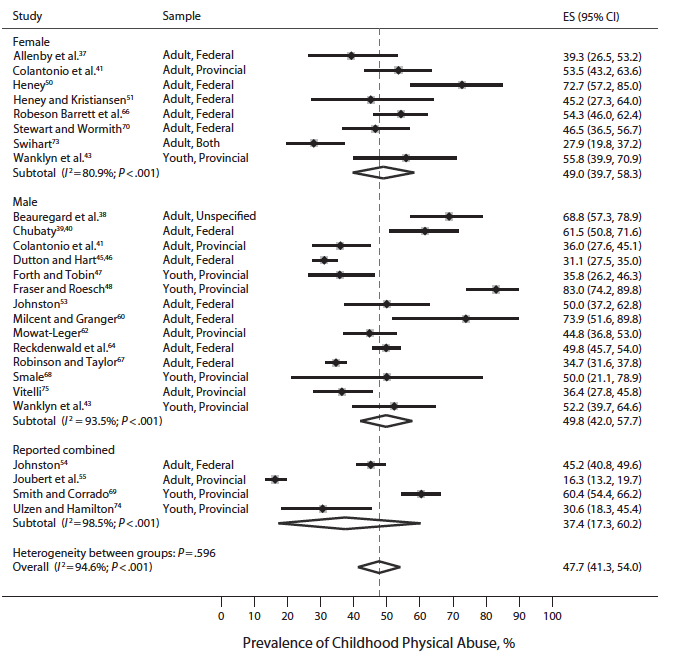 Study Sample ES (95% CI)
Female
Allenby et al.³⁷ Adult, Federal 39.3 (26.5, 53.2)
Colantonio et al.⁴¹ Adult, Provincial 53.5 (43.2, 63.6)
Heney⁵⁰ Adult, Federal 72.7 (57.2, 85.0)
Heney and Kristiansen⁵¹ Adult, Federal 45.2 (27.3, 64.0)
Robeson Barrett et al.⁶⁶ Adult, Federal 54.3 (46.0, 62.4)
Stewart and Wormith⁷⁰ Adult, Federal 46.5 (36.5, 56.7)
Swihart⁷³ Adult, Both 27.9 (19.8, 37.2)
Wanklyn et al.⁴³ Youth, Provincial 55.8 (39.9, 70.9)
Subtotal (I²=80.9%; P<.001) 49.0 (39.7, 58.3)
Male
Beauregard et al.³⁸ Adult, Unspecified 68.8 (57.3, 78.9)
Chubaty³⁹,⁴⁰ Adult, Federal 61.5 (50.8, 71.6)
Colantonio et al.⁴¹ Adult, Provincial 36.0 (27.6, 45.1)
Dutton and Hart⁴⁵,⁴⁶ Adult, Federal 31.1 (27.5, 35.0)
Forth and Tobin⁴⁷ Youth, Provincial 35.8 (26.2, 46.3)
Fraser and Roesch⁴⁸ Youth, Provincial 83.0 (74.2, 89.8)
Johnston⁵³ Adult, Federal 50.0 (37.2, 62.8)
Milcent and Granger⁶⁰ Adult, Federal 73.9 (51.6, 89.8)
Mowat-Leger⁶² Adult, Provincial 44.8 (36.8, 53.0)
Reckdenwald et al.⁶⁴ Adult, Federal 49.8 (45.7, 54.0)
Robinson and Taylor⁶⁷ Adult, Federal 34.7 (31.6, 37.8)
Smale⁶⁸ Youth, Provincial 50.0 (21.1, 78.9)
Vitelli⁷⁵ Adult, Provincial 36.4 (27.8, 45.8)
Wanklyn et al.⁴³ Youth, Provincial 52.2 (39.7, 64.6)
Subtotal (I² = 93.5%; P<.001) 49.8 (42.0, 57.7)
Reported combined
Johnston⁵⁴ Adult, Federal 45.2 (40.8, 49.6)
Joubert et al.⁵⁵ Adult, Provincial 16.3 (13.2, 19.7)
Smith and Corrado⁶⁹ Youth, Provincial 60.4 (54.4, 66.2)
Ulzen and Hamilton⁷⁴ Youth, Provincial 30.6 (18.3, 45.4)
Subtotal (I²=98.5%; P<.001) 37.4 (17.3, 60.2)
Heterogeneity between groups: P=.596
Overall (I²=94.6%; P<.001) 47.7 (41.3, 54.0)
0 10 20 30 40 50 60 70 80 90 100
Prevalence of Childhood Physical Abuse, %